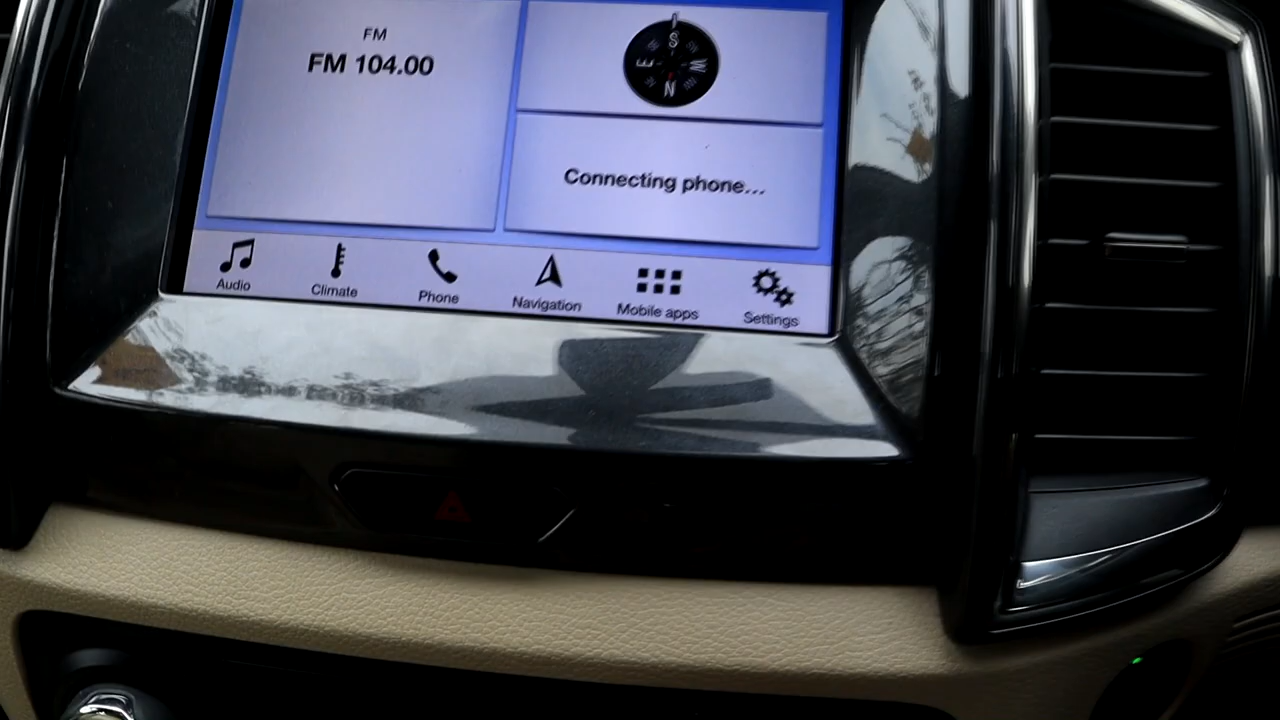 FM
FM 104.00
S
E
W
N
Connecting phone...
Audio
Climate
Phone
Navigation
Mobile apps
Settings